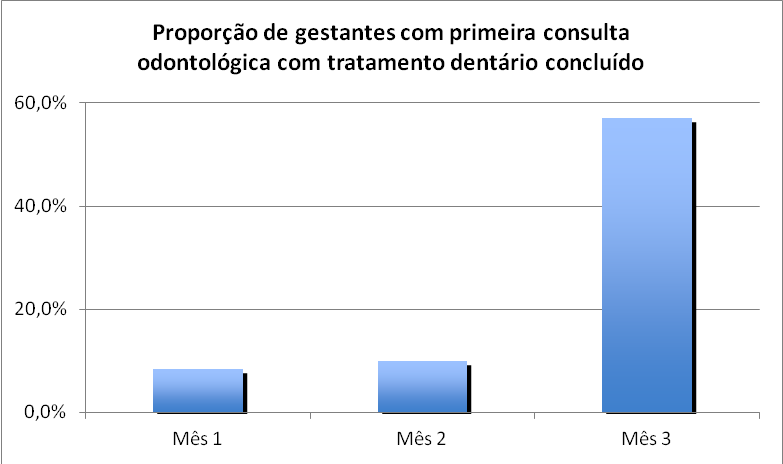 Proporção de gestantes com primeira consulta
odontológica com tratamento dentário concluído
60,0%
40,0%
20,0%
0,0%
Mês 1 Mês 2 Mês 3